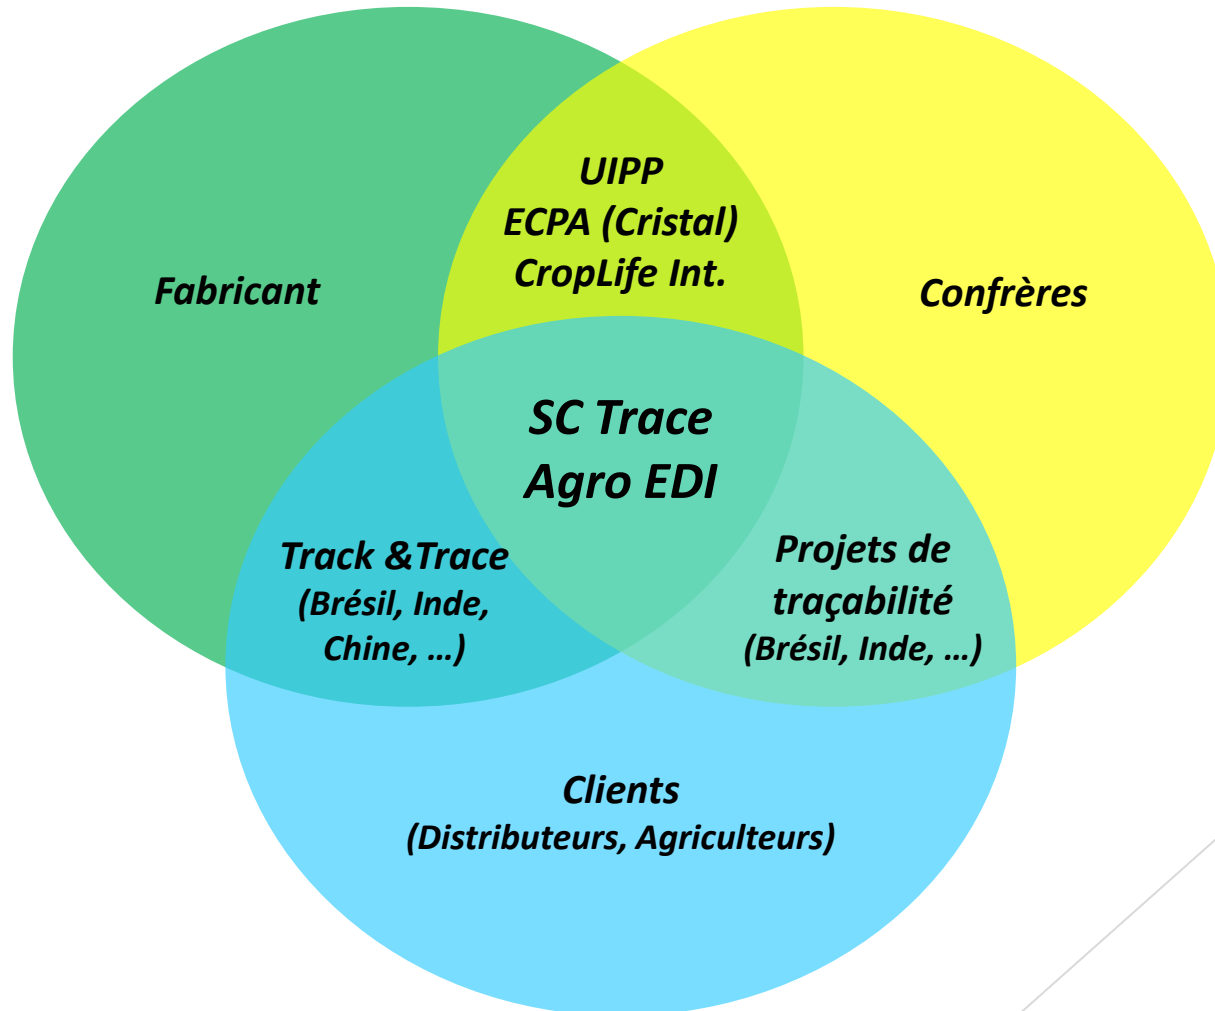 UIPP
ECPA (Cristal)
CropLife Int.
Fabricant
Confrères
SC Trace
Agro EDI
Track &Trace
(Brésil, Inde,
Chine, ...)
Projets de
traçabilité
(Brésil, Inde, ...)
Clients
(Distributeurs, Agriculteurs)